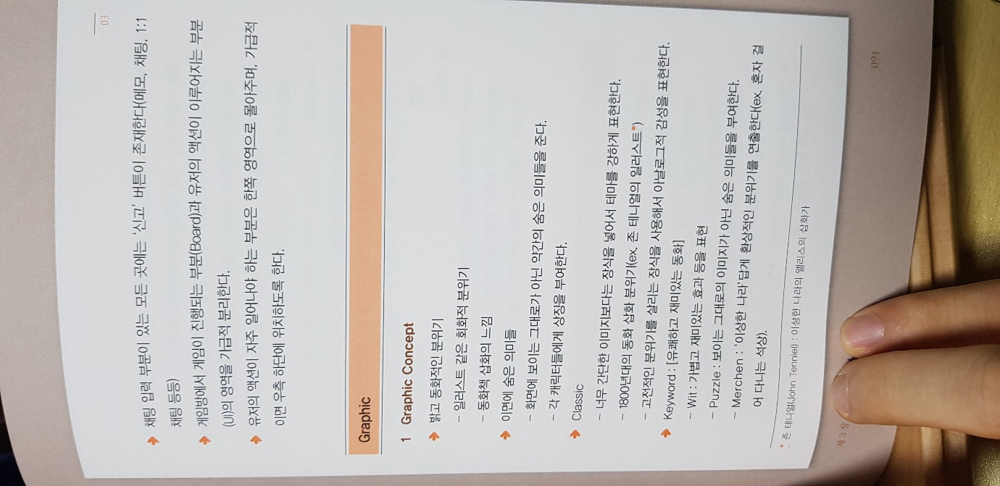 03
채팅 입력 부분이 있는 모든 곳에는 ‘신고’ 버튼이 존재한다(메모, 채팅, 1:1
채팅 등등)
게임방에서 게임이 진행되는 부분(Board)과 유저의 액션이 이루어지는 부분
(UI)의 영역을 가급적 분리한다.
유저의 액션이 자주 일어나야 하는 부분은 한쪽 영역으로 몰아주며, 가급적
이면 우측 하단에 위치하도록 한다.
Graphic
1 Graphic Concept
밝고 동화적인 분위기
- 일러스트 같은 회화적 분위기
- 동화책 삽화의 느낌
이면에 숨은 의미들
- 화면에 보이는 그대로가 아닌 약간의 숨은 의미들을 준다.
- 각 캐릭터들에게 상징을 부여한다.
Classic
- 너무 간단한 이미지보다는 장식을 넣어서 테마를 강하게 표현한다.
- 1800년대의 동화 삽화 분위기(ex. 존 테니얼의 일러스트*)
- 고전적인 분위기를 살리는 장식을 사용해서 아날로그적 감성을 표현한다.
Keyword : [유쾌하고 재미있는 동화]
- Wit : 가볍고 재미있는 효과 등을 표현
- Puzzle : 보이는 그대로의 이미지가 아닌 숨은 의미들을 부여한다.
- Merchen : ‘이상한 나라’답게 환상적인 분위기를 연출한다(ex. 혼자 걸
어 다니는 석상).
* 존 테니얼(John Tenniel) : 이상한 나라의 앨리스의 삽화가
제3장
091